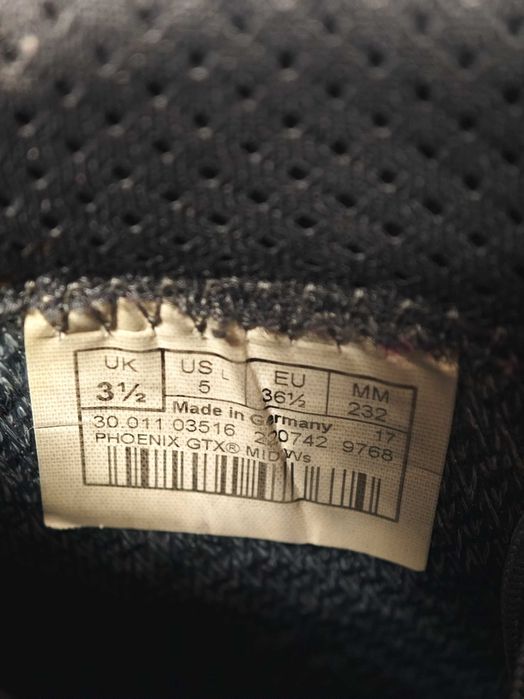 UK US L EU MM
3½ 5 36½ 232
Made in Germany 17
30.011 03516 220742 9768
PHOENIX GTX® MID Ws